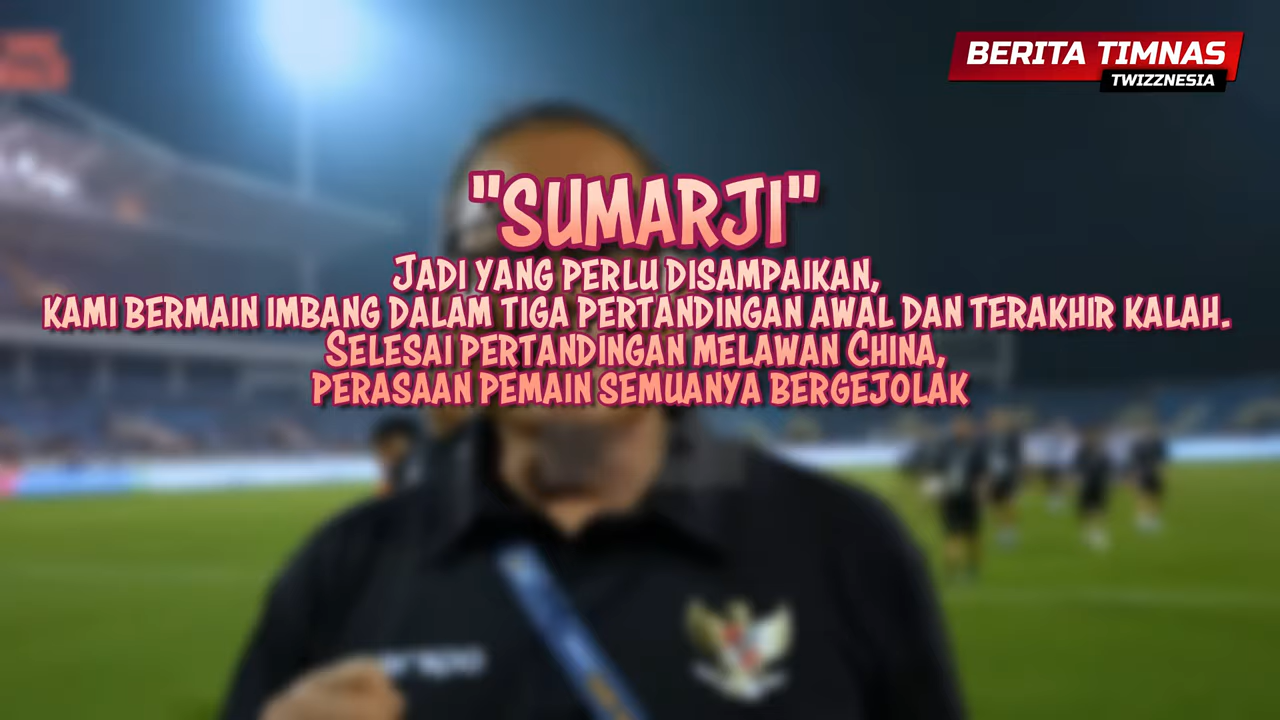 BERITA TIMNAS
TWIZZNESIA
"SUMARJI"
JADI YANG PERLU DISAMPAIKAN,
KAMI BERMAIN IMBANG DALAM TIGA PERTANDINGAN AWAL DAN TERAKHIR KALAH.
SELESAI PERTANDINGAN MELAWAN CHINA,
PERASAAN PEMAIN SEMUANYA BERGEJOLAK